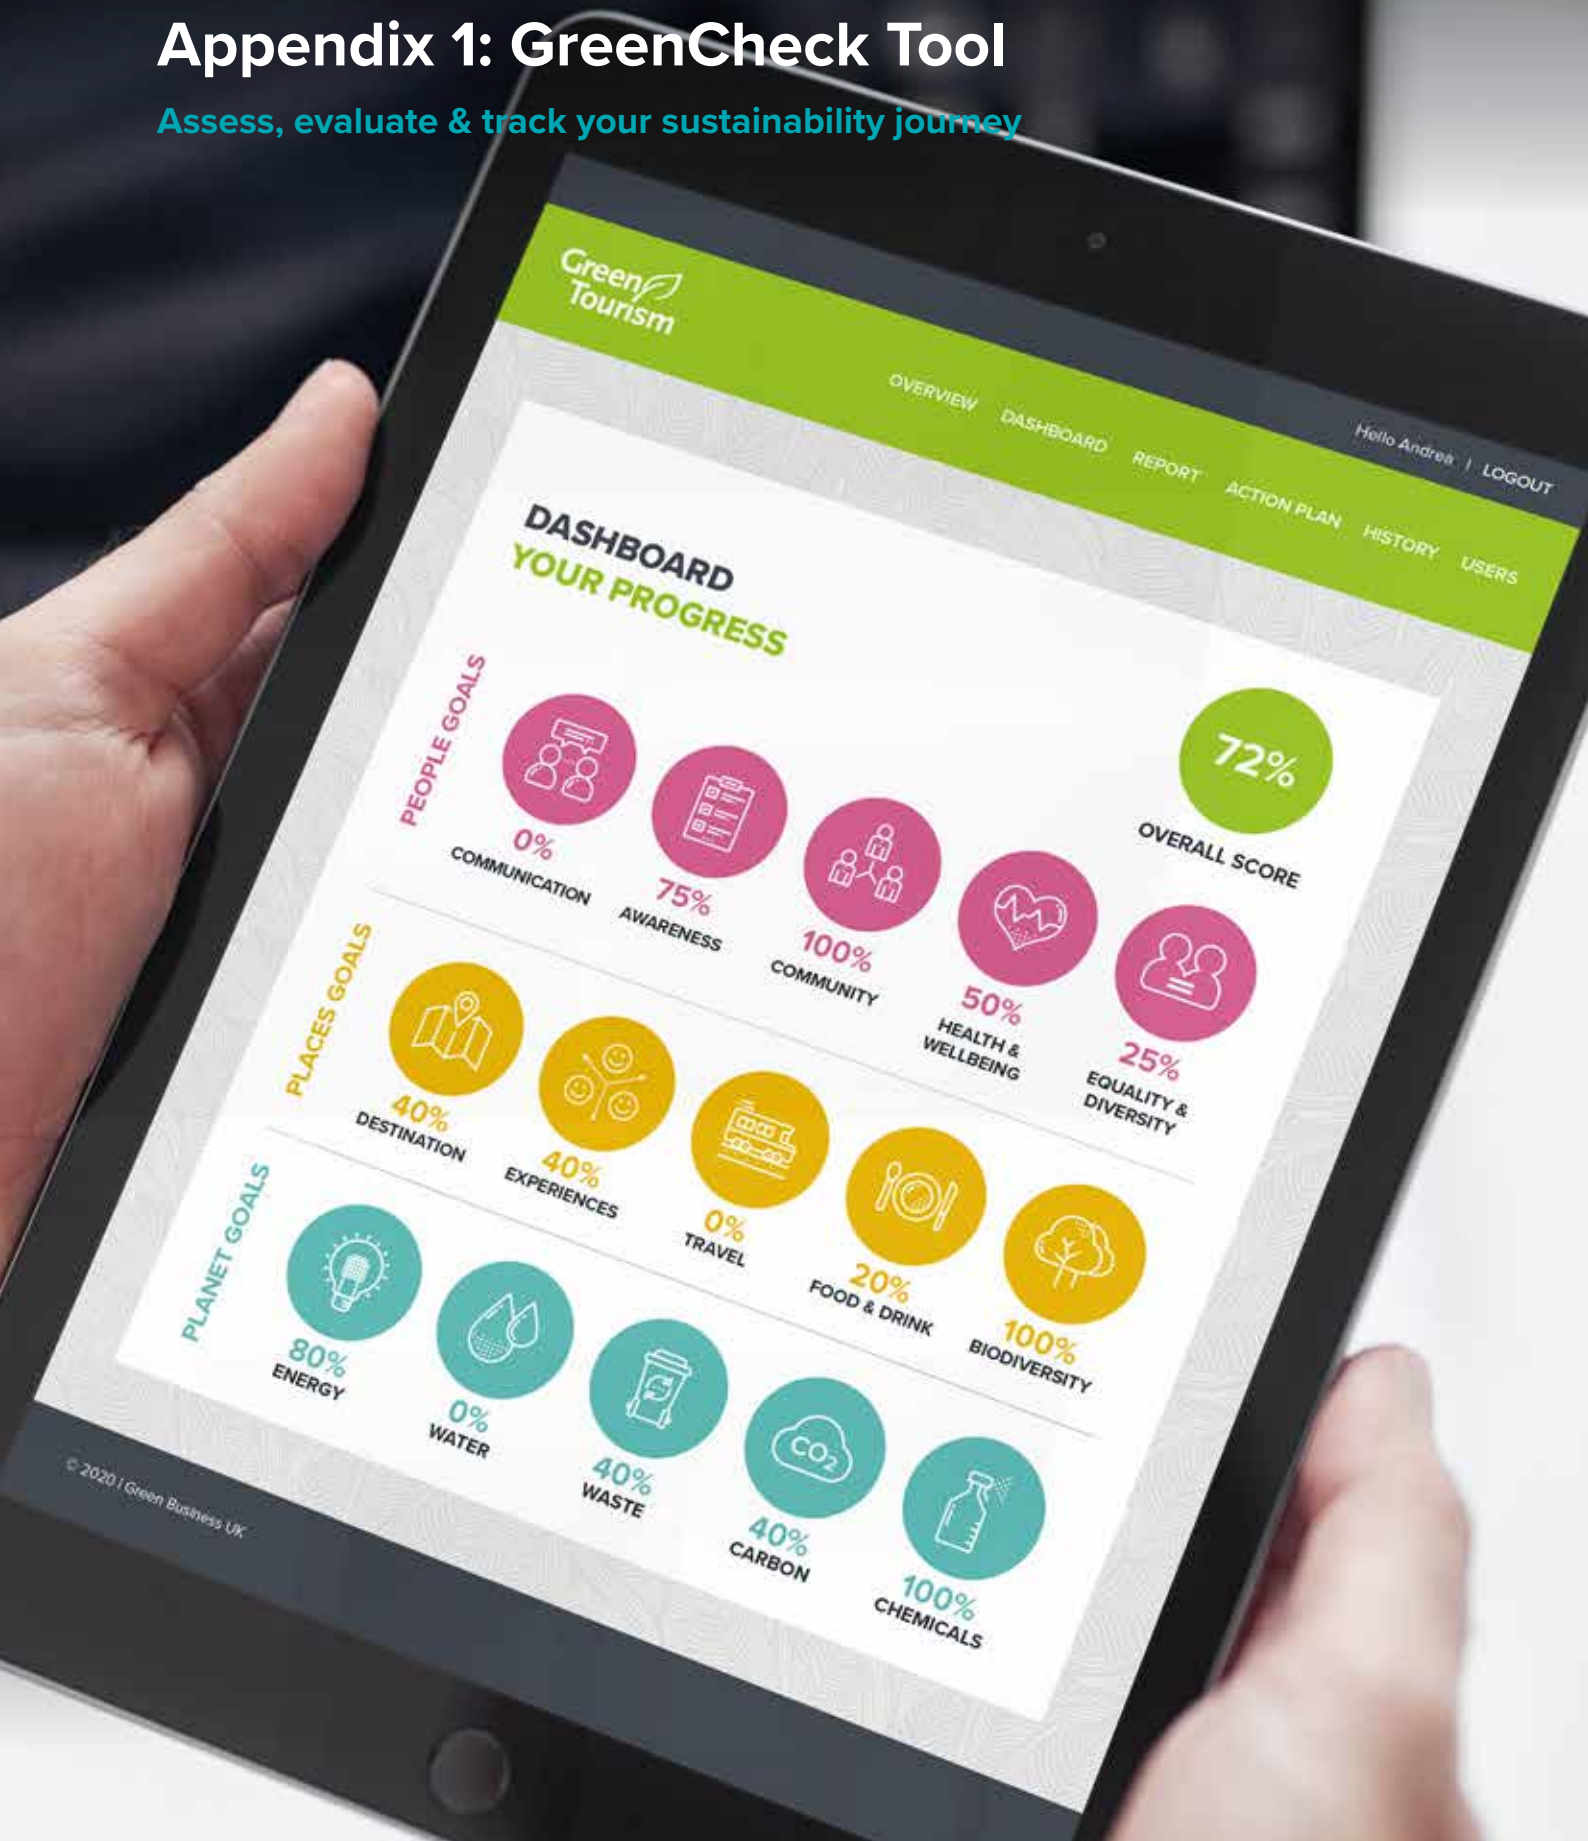 Appendix 1: GreenCheck Tool
Assess, evaluate & track your sustainability journey
Hello Andrea | LOGOUT
Green
Tourism
OVERVIEW DASHBOARD REPORT ACTION PLAN HISTORY USERS
DASHBOARD
YOUR PROGRESS
72%
OVERALL SCORE
PEOPLE GOALS
0%
COMMUNICATION
75%
AWARENESS
100%
COMMUNITY
50%
HEALTH &
WELLBEING
25%
EQUALITY &
DIVERSITY
PLACES GOALS
40%
DESTINATION
40%
EXPERIENCES
0%
TRAVEL
20%
FOOD & DRINK
100%
BIODIVERSITY
PLANET GOALS
80%
ENERGY
0%
WATER
40%
WASTE
CO2
40%
CARBON
100%
CHEMICALS
© 2020 | Green Business UK